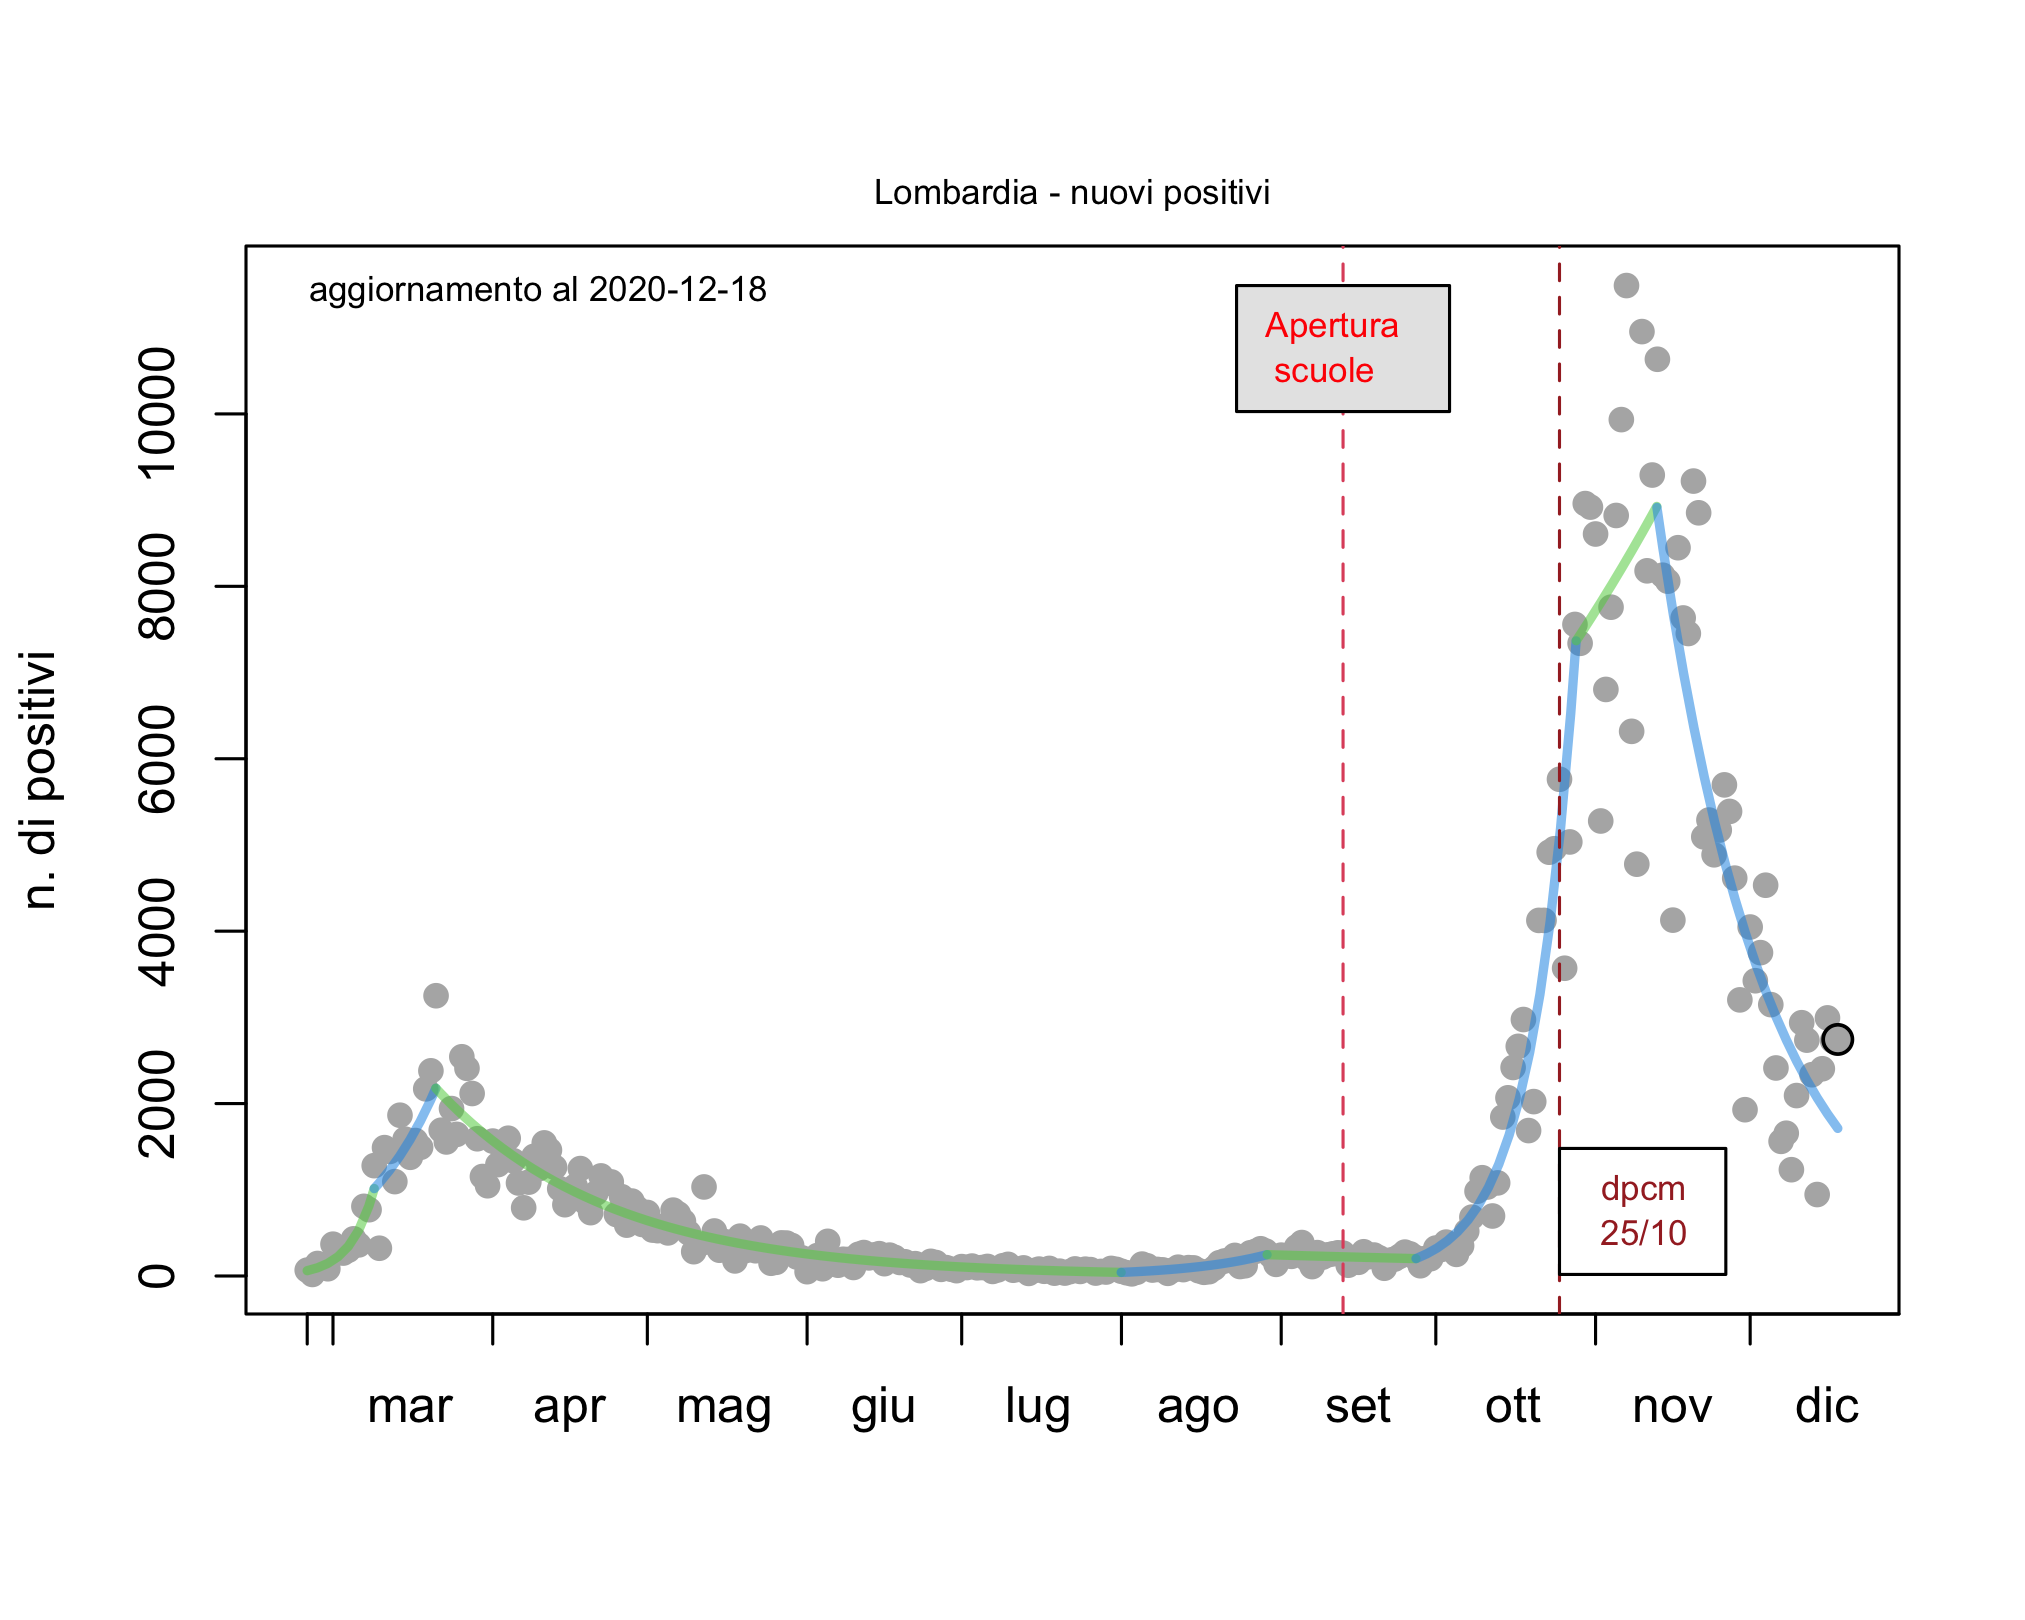 Lombardia - nuovi positivi
aggiornamento al 2020-12-18
Apertura
scuole
n. di positivi
10000
8000
6000
4000
2000
0
dpcm
25/10
mar apr mag giu lug ago set ott nov dic